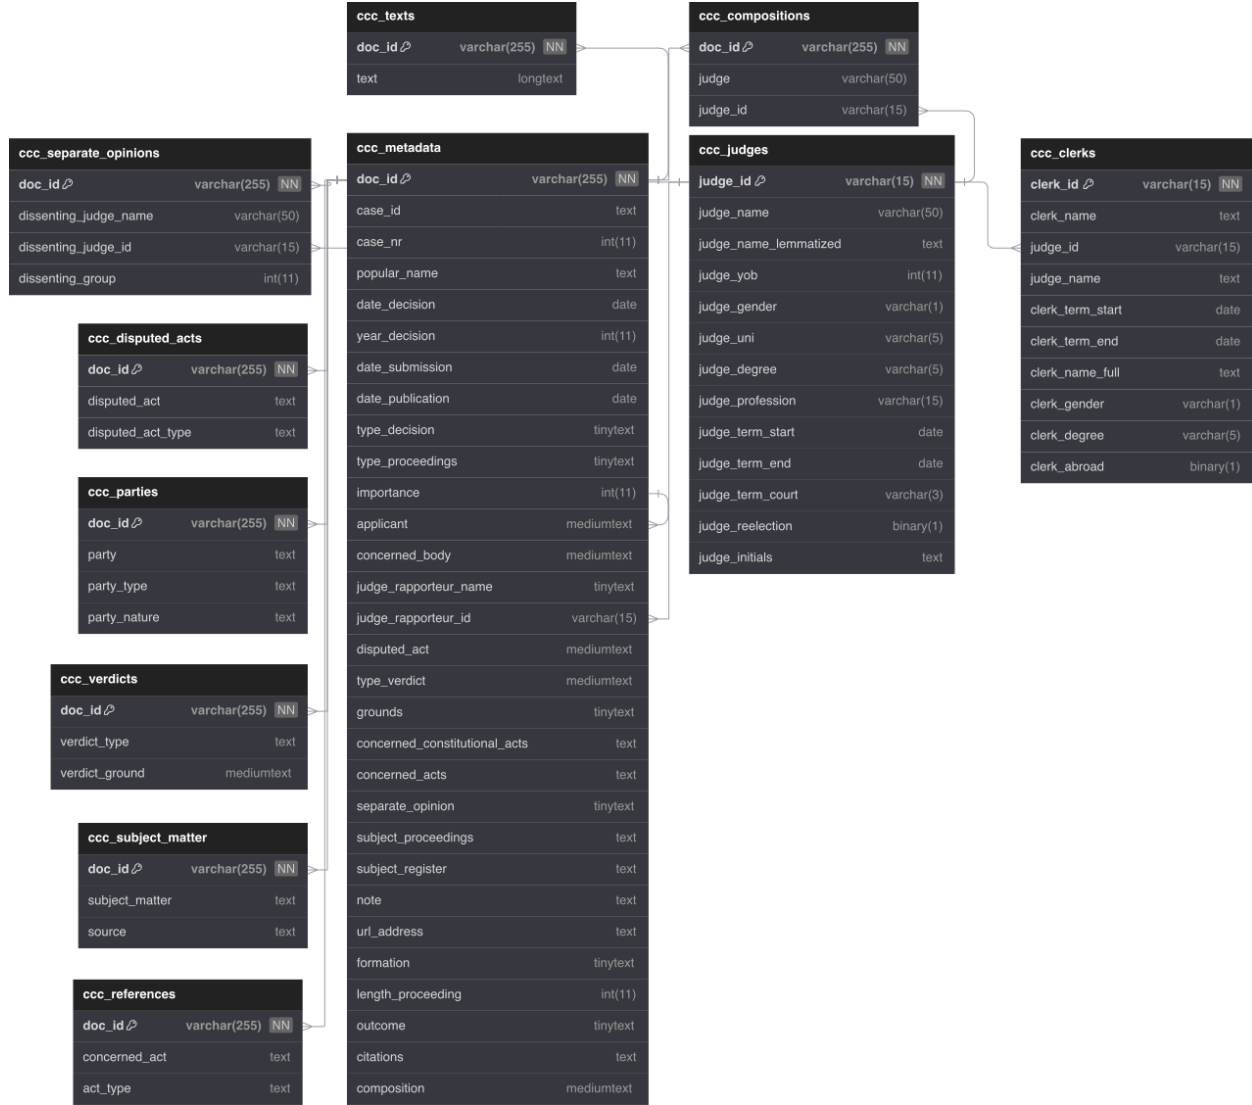 ccc_texts
doc_id varchar(255) NN
text longtext
ccc_compositions
doc_id varchar(255) NN
judge varchar(50)
judge_id varchar(15)
ccc_separate_opinions
doc_id varchar(255) NN
dissenting_judge_name varchar(50)
dissenting_judge_id varchar(15)
dissenting_group int(11)
ccc_disputed_acts
doc_id varchar(255) NN
disputed_act text
disputed_act_type text
ccc_parties
doc_id varchar(255) NN
party text
party_type text
party_nature text
ccc_verdicts
doc_id varchar(255) NN
verdict_type text
verdict_ground mediumtext
ccc_subject_matter
doc_id varchar(255) NN
subject_matter text
source text
ccc_references
doc_id varchar(255) NN
concerned_act text
act_type text
ccc_metadata
doc_id varchar(255) NN
case_id text
case_nr int(11)
popular_name text
date_decision date
year_decision int(11)
date_submission date
date_publication date
type_decision tinytext
type_proceedings tinytext
importance int(11)
applicant mediumtext
concerned_body mediumtext
judge_rapporteur_name tinytext
judge_rapporteur_id varchar(15)
disputed_act mediumtext
type_verdict mediumtext
grounds tinytext
concerned_constitutional_acts text
concerned_acts text
separate_opinion tinytext
subject_proceedings text
subject_register text
note text
url_address text
formation tinytext
length_proceeding int(11)
outcome tinytext
citations text
composition mediumtext
ccc_judges
judge_id varchar(15) NN
judge_name varchar(50)
judge_name_lemmatized text
judge_yob int(11)
judge_gender varchar(1)
judge_uni varchar(5)
judge_degree varchar(5)
judge_profession varchar(15)
judge_term_start date
judge_term_end date
judge_term_court varchar(3)
judge_reelection binary(1)
judge_initials text
ccc_clerks
clerk_id varchar(15) NN
clerk_name text
judge_id varchar(15)
judge_name text
clerk_term_start date
clerk_term_end date
clerk_name_full text
clerk_gender varchar(1)
clerk_degree varchar(5)
clerk_abroad binary(1)